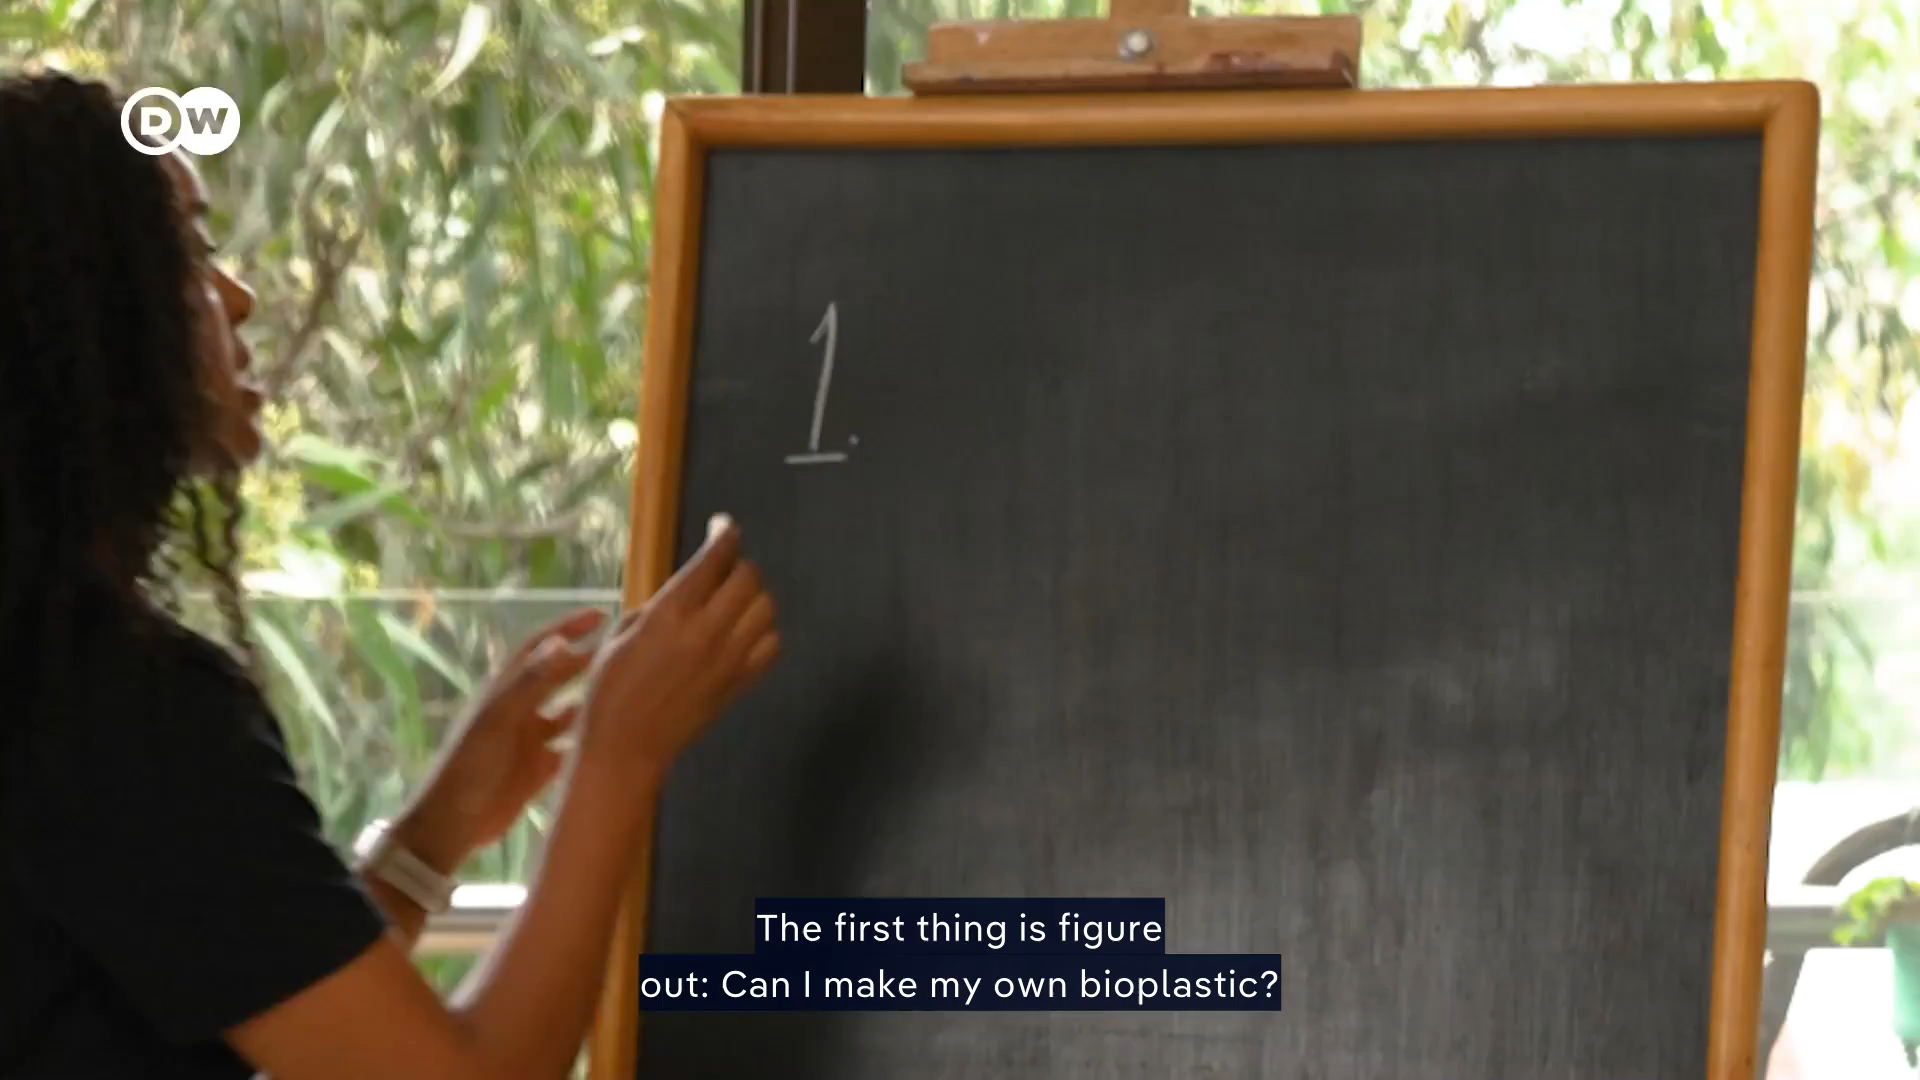 DW
1.
The first thing is figure
out: Can I make my own bioplastic?